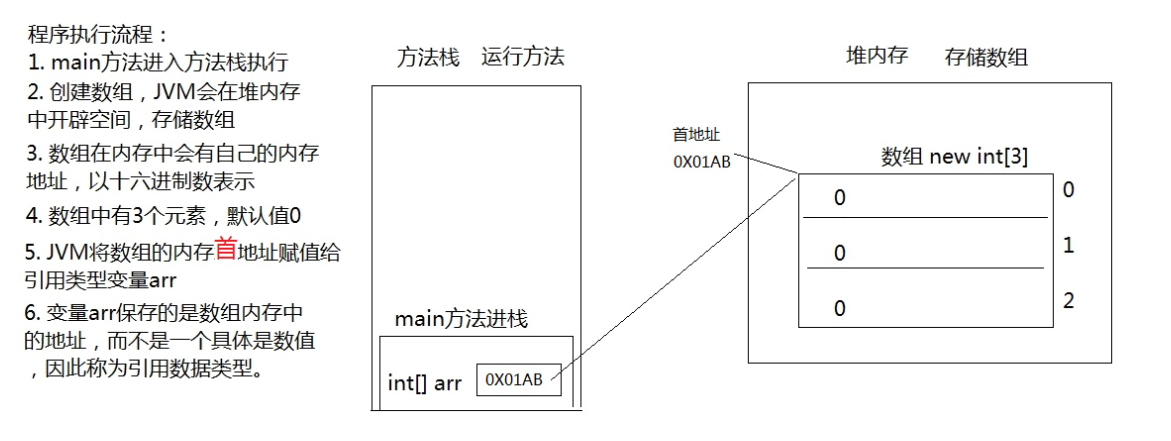 程序执行流程：
1. main方法进入方法栈执行
2. 创建数组，JVM会在堆内存
中开辟空间，存储数组
3. 数组在内存中会有自己的内存
地址，以十六进制数表示
4. 数组中有3个元素，默认值0
5. JVM将数组的内存首地址赋值给
引用类型变量arr
6. 变量arr保存的是数组内存中
的地址，而不是一个具体是数值
，因此称为引用数据类型。
方法栈 运行方法
main方法进栈
int[] arr 0X01AB
堆内存 存储数组
首地址
0X01AB
数组 new int[3]
0 0
0 1
0 2